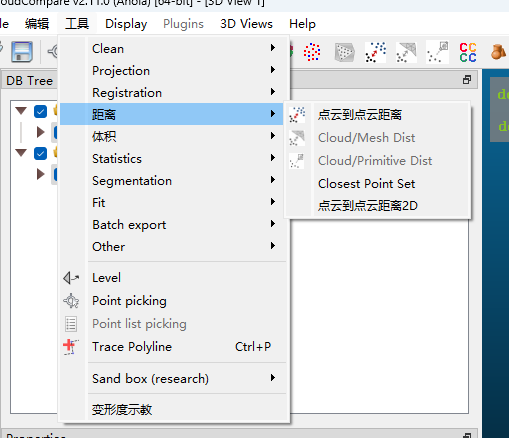 CloudCompare v2.11.0 (Anoia) [64-bit] - [3D View 1]
编辑 工具 Display Plugins 3D Views Help
DB Tree
Clean
Projection
Registration
距离
体积
Statistics
Segmentation
Fit
Batch export
Other
Level
Point picking
Point list picking
Trace Polyline Ctrl+P
Sand box (research)
变形度示教
点云到点云距离
Cloud/Mesh Dist
Cloud/Primitive Dist
Closest Point Set
点云到点云距离2D
CC
CC
Properties